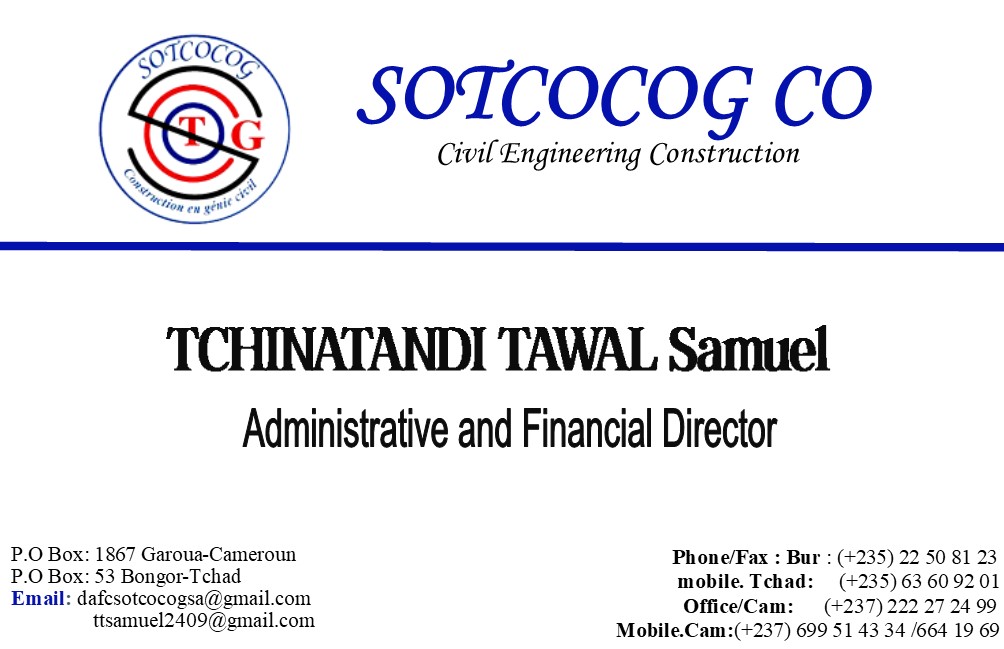 SOTCOCOG
T G
Construction en génie civil
SOTCOCOG CO
Civil Engineering Construction
TCHINATANDI TAWAL Samuel
Administrative and Financial Director
P.O Box: 1867 Garoua-Cameroun
P.O Box: 53 Bongor-Tchad
Email: dafcsotcocogsa@gmail.com
ttsamuel2409@gmail.com
Phone/Fax : Bur : (+235) 22 50 81 23
mobile. Tchad: (+235) 63 60 92 01
Office/Cam: (+237) 222 27 24 99
Mobile.Cam:(+237) 699 51 43 34 /664 19 69